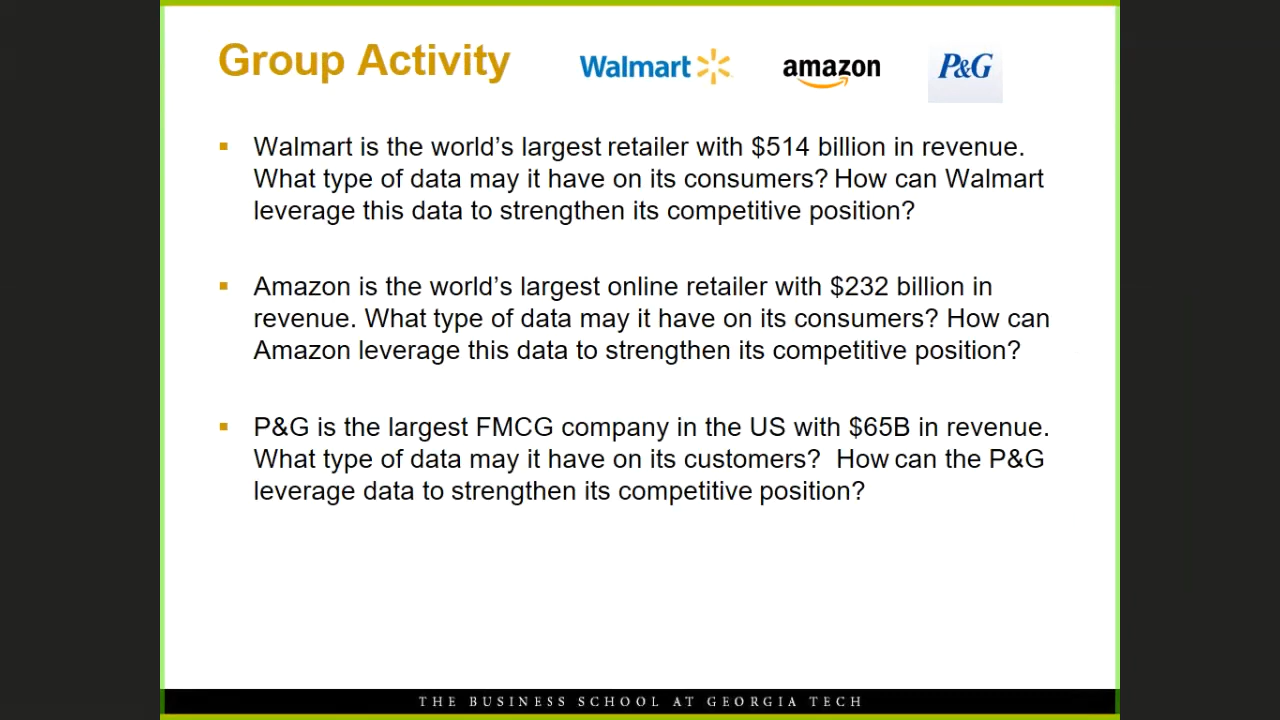 Group Activity
Walmart
amazon
P&G
▪ Walmart is the world's largest retailer with $514 billion in revenue.
What type of data may it have on its consumers? How can Walmart
leverage this data to strengthen its competitive position?
▪ Amazon is the world's largest online retailer with $232 billion in
revenue. What type of data may it have on its consumers? How can
Amazon leverage this data to strengthen its competitive position?
▪ P&G is the largest FMCG company in the US with $65B in revenue.
What type of data may it have on its customers?  How can the P&G
leverage data to strengthen its competitive position?
THE BUSINESS SCHOOL AT GEORGIA TECH